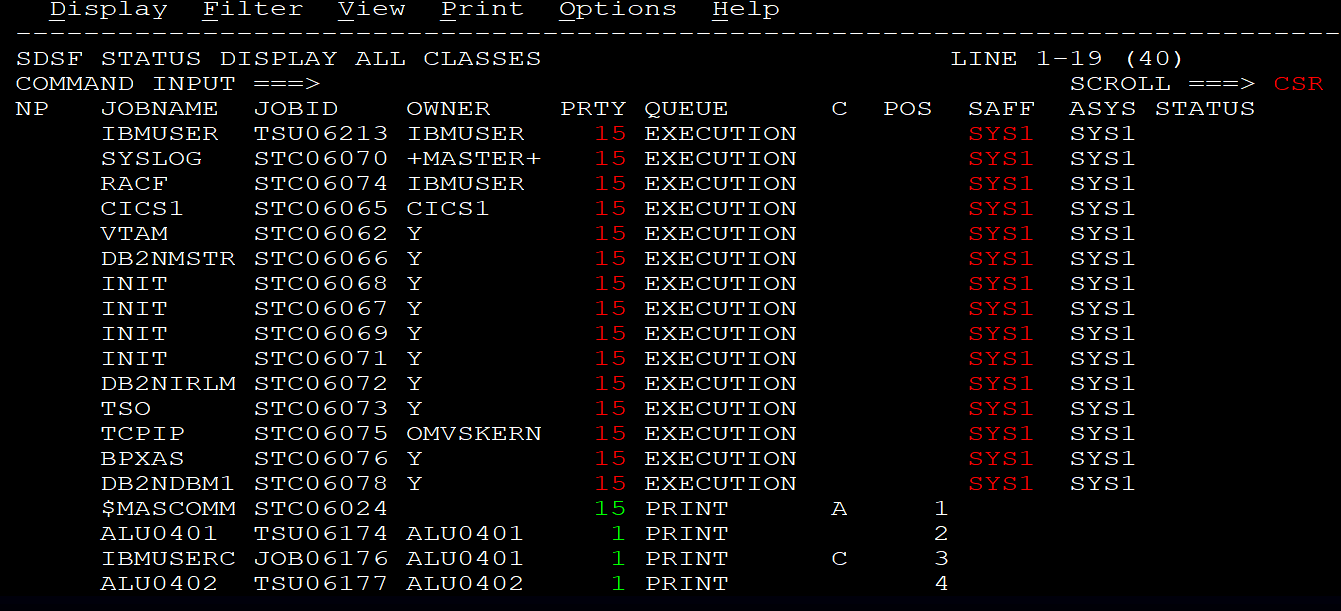 Display  Filter  View  Print  Options  Help
-------------------------------------------------------------------------------
SDSF STATUS DISPLAY ALL CLASSES                        LINE 1-19 (40)
COMMAND INPUT ===>                                            SCROLL ===> CSR
NP   JOBNAME  JOBID    OWNER    PRTY QUEUE      C  POS  SAFF  ASYS STATUS
     IBMUSER  TSU06213 IBMUSER    15 EXECUTION          SYS1  SYS1
     SYSLOG   STC06070 +MASTER+   15 EXECUTION          SYS1  SYS1
     RACF     STC06074 IBMUSER    15 EXECUTION          SYS1  SYS1
     CICS1    STC06065 CICS1      15 EXECUTION          SYS1  SYS1
     VTAM     STC06062 Y          15 EXECUTION          SYS1  SYS1
     DB2NMSTR STC06066 Y          15 EXECUTION          SYS1  SYS1
     INIT     STC06068 Y          15 EXECUTION          SYS1  SYS1
     INIT     STC06067 Y          15 EXECUTION          SYS1  SYS1
     INIT     STC06069 Y          15 EXECUTION          SYS1  SYS1
     INIT     STC06071 Y          15 EXECUTION          SYS1  SYS1
     DB2NIRLM STC06072 Y          15 EXECUTION          SYS1  SYS1
     TSO      STC06073 Y          15 EXECUTION          SYS1  SYS1
     TCPIP    STC06075 OMVSKERN   15 EXECUTION          SYS1  SYS1
     BPXAS    STC06076 Y          15 EXECUTION          SYS1  SYS1
     DB2NDBM1 STC06078 Y          15 EXECUTION          SYS1  SYS1
     $MASCOMM STC06024            15 PRINT      A     1
     ALU0401  TSU06174 ALU0401     1 PRINT            2
     IBMUSERC JOB06176 ALU0401     1 PRINT      C     3
     ALU0402  TSU06177 ALU0402     1 PRINT            4